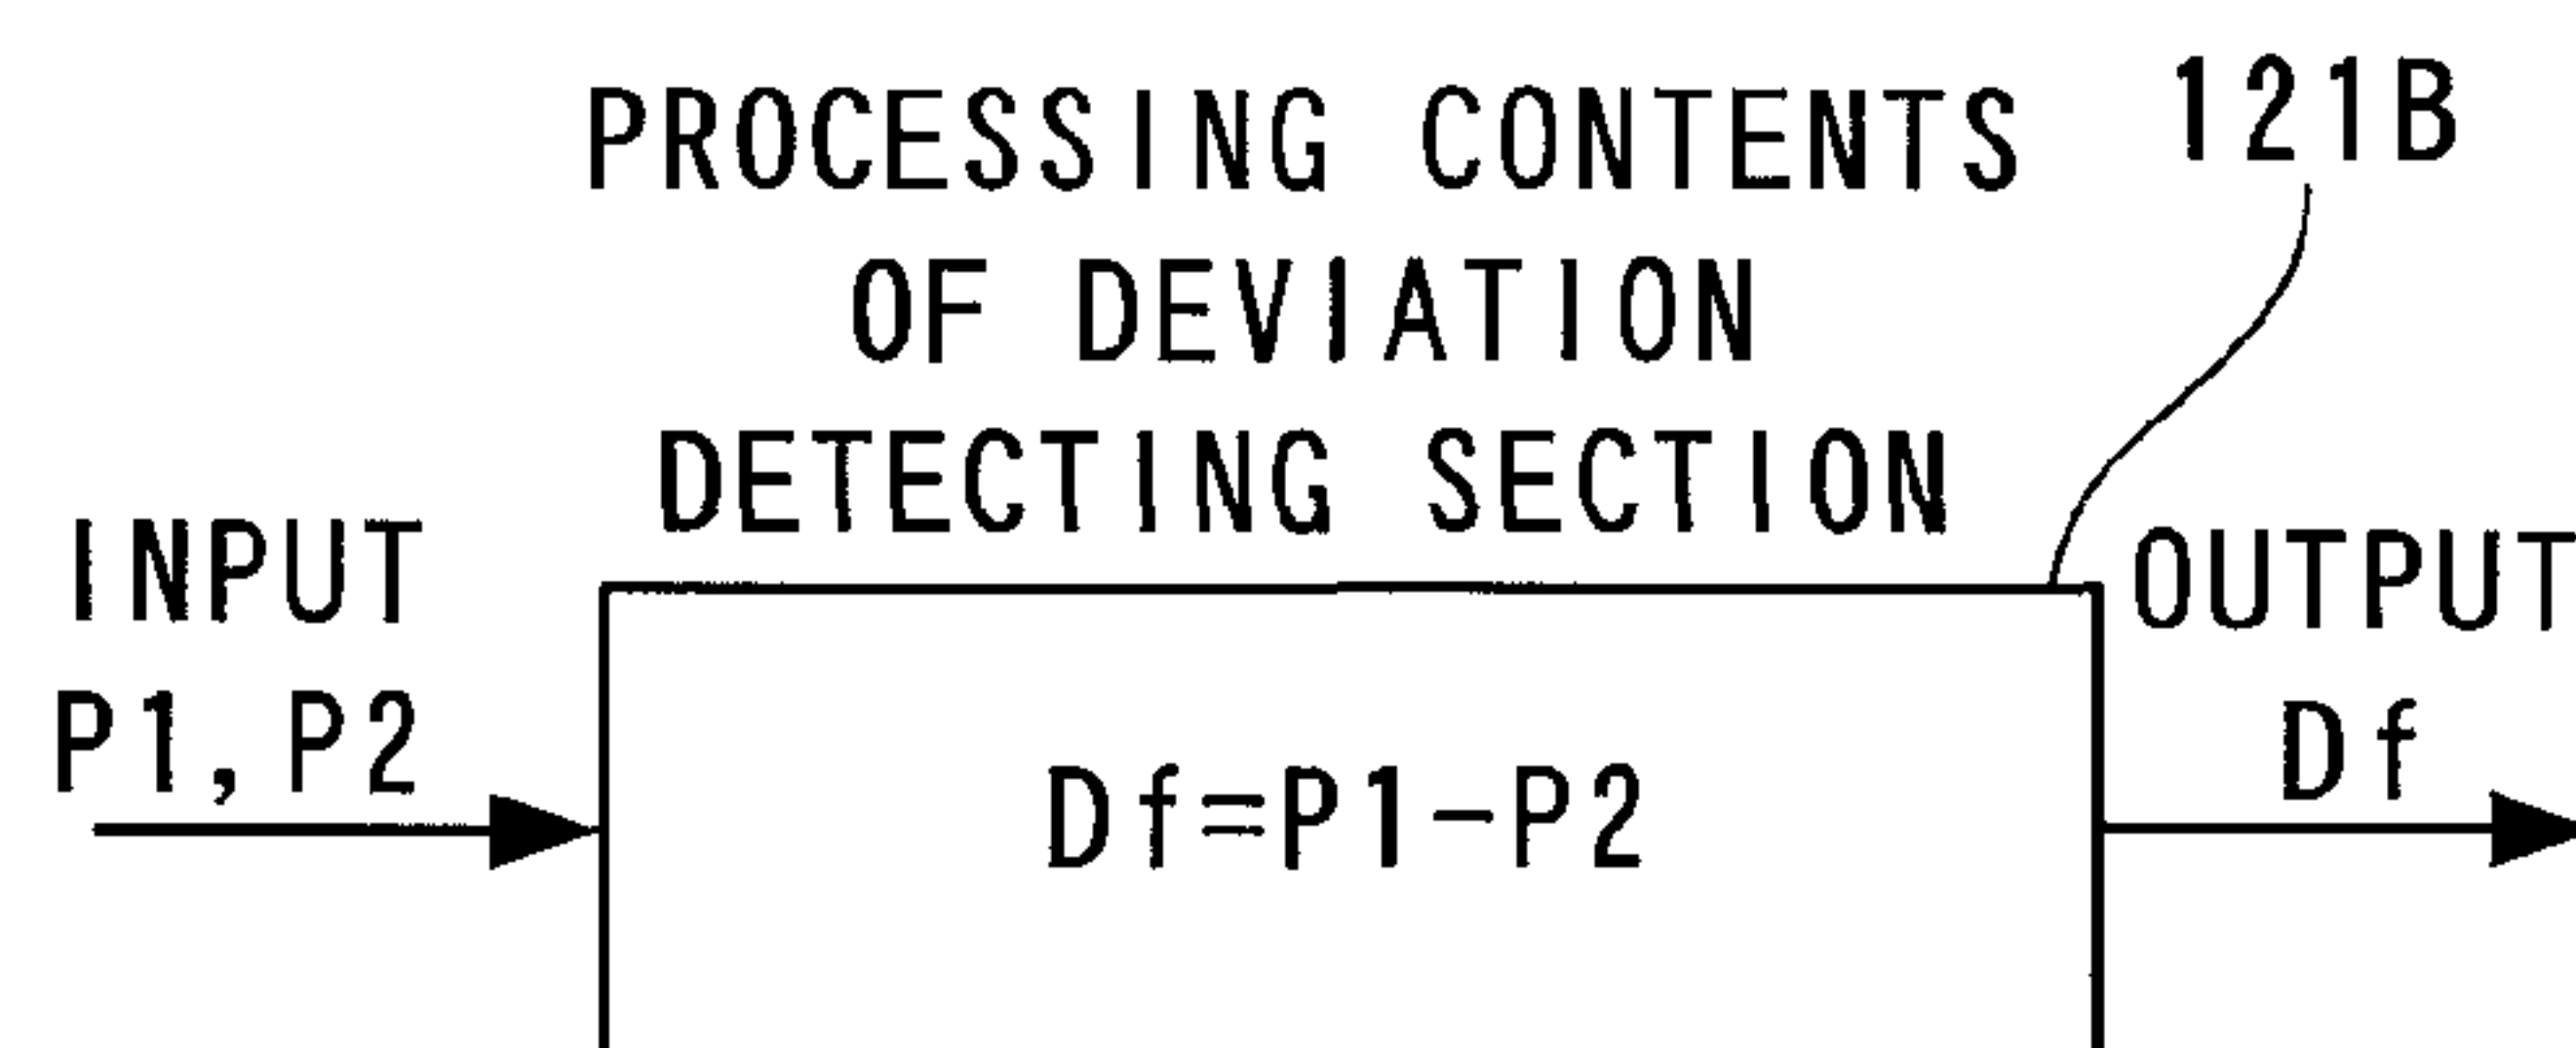 PROCESSING CONTENTS
OF DEVIATION
DETECTING SECTION
121B
INPUT
P1,P2
Df=P1-P2
OUTPUT
Df